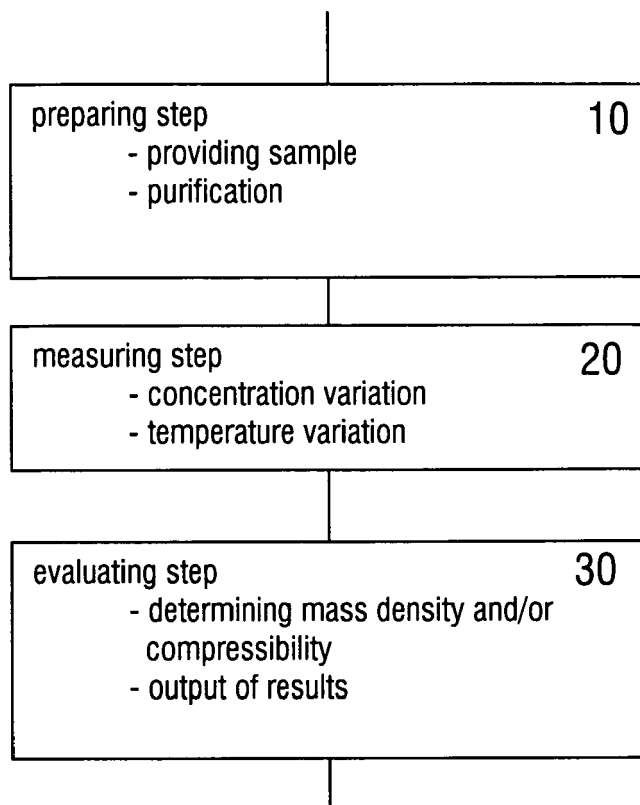 preparing step 10
- providing sample
- purification
measuring step 20
- concentration variation
- temperature variation
evaluating step 30
- determining mass density and/or
compressibility
- output of results